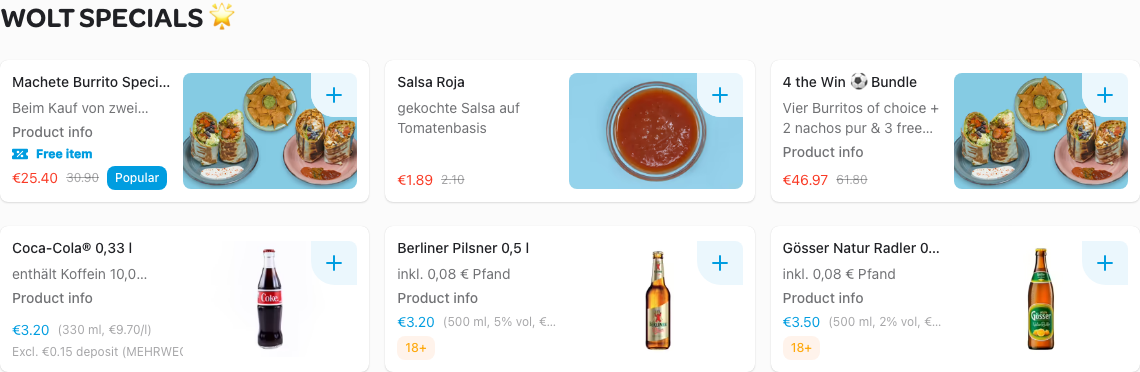 WOLT SPECIALS 🌟
Machete Burrito Speci...
Beim Kauf von zwei...
Product info
Free item
€25.40 30.90 Popular
Salsa Roja
gekochte Salsa auf
Tomatenbasis
€1.89 2.10
4 the Win ⚽ Bundle
Vier Burritos of choice +
2 nachos pur & 3 free...
Product info
€46.97 61.80
Coca-Cola® 0,33 l
enthält Koffein 10,0...
Product info
€3.20 (330 ml, €9.70/l)
Excl. €0.15 deposit (MEHRWEG
Coke
Berliner Pilsner 0,5 l
inkl. 0,08 € Pfand
Product info
€3.20 (500 ml, 5% vol, €...
18+
BERLINER
Gösser Natur Radler 0...
inkl. 0,08 € Pfand
Product info
€3.50 (500 ml, 2% vol, €...
18+
Gösser